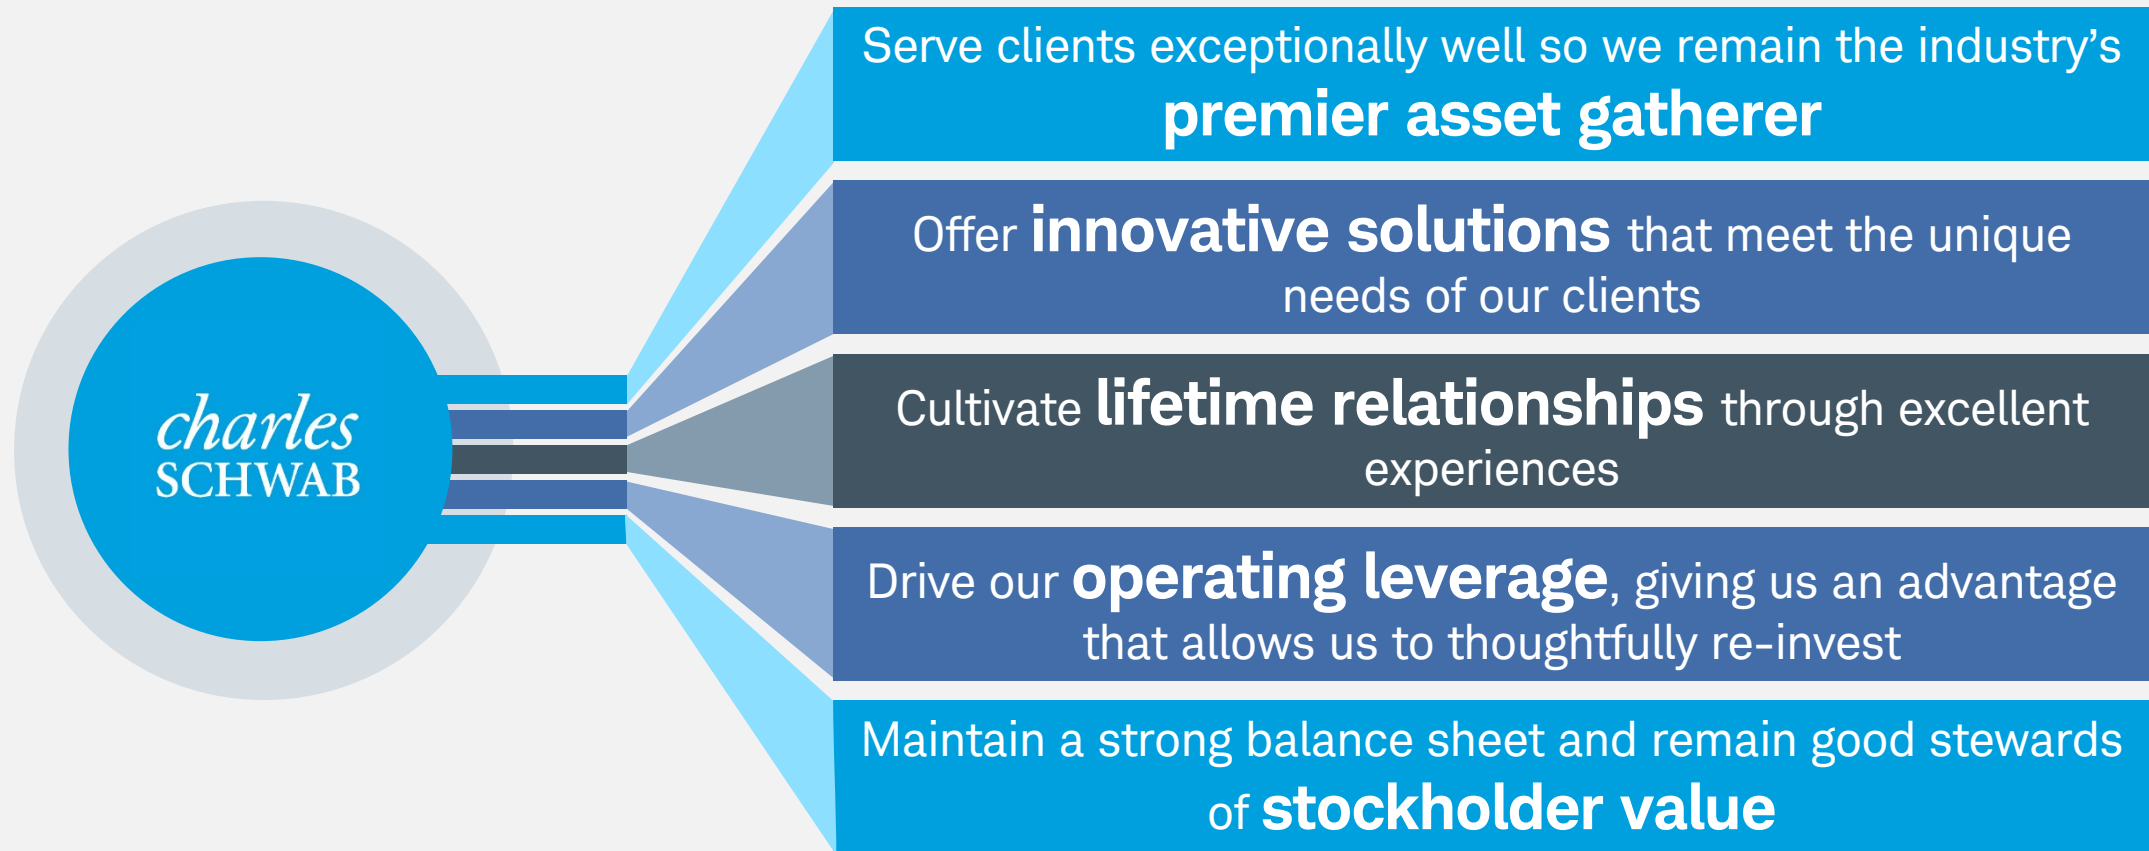 charles
SCHWAB
Serve clients exceptionally well so we remain the industry’s
premier asset gatherer
Offer innovative solutions that meet the unique
needs of our clients
Cultivate lifetime relationships through excellent
experiences
Drive our operating leverage, giving us an advantage
that allows us to thoughtfully re-invest
Maintain a strong balance sheet and remain good stewards
of stockholder value